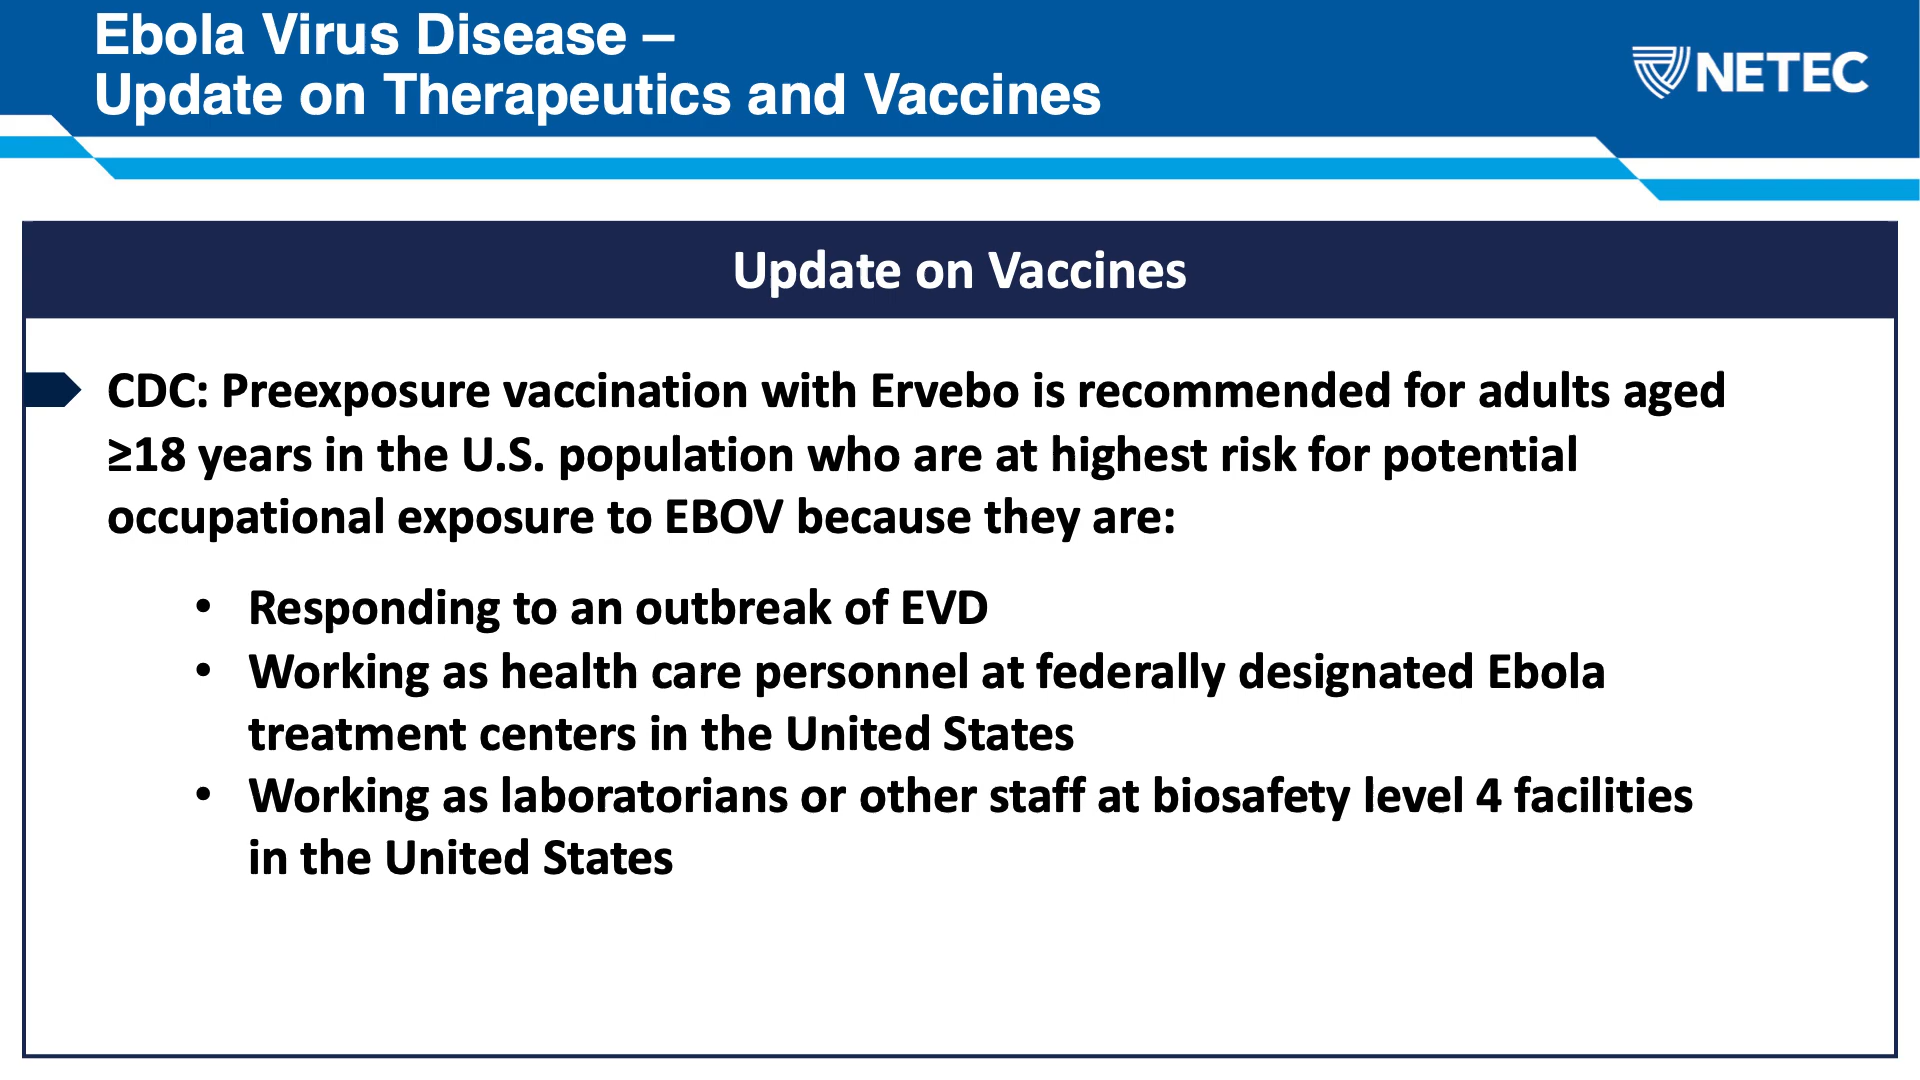 Ebola Virus Disease –
Update on Therapeutics and Vaccines
NETEC
Update on Vaccines
CDC: Preexposure vaccination with Ervebo is recommended for adults aged
≥18 years in the U.S. population who are at highest risk for potential
occupational exposure to EBOV because they are:
• Responding to an outbreak of EVD
• Working as health care personnel at federally designated Ebola
treatment centers in the United States
• Working as laboratorians or other staff at biosafety level 4 facilities
in the United States